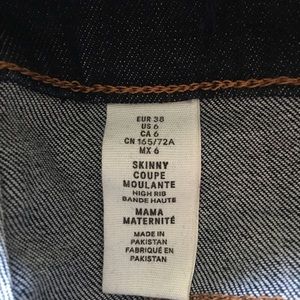 EUR 38
US 6
CA 6
CN 165/72A
MX 6
SKINNY
COUPE
MOULANTE
HIGH RIB
BANDE HAUTE
MAMA
MATERNITÉ
MADE IN
PAKISTAN
FABRIQUÉ EN
PAKISTAN